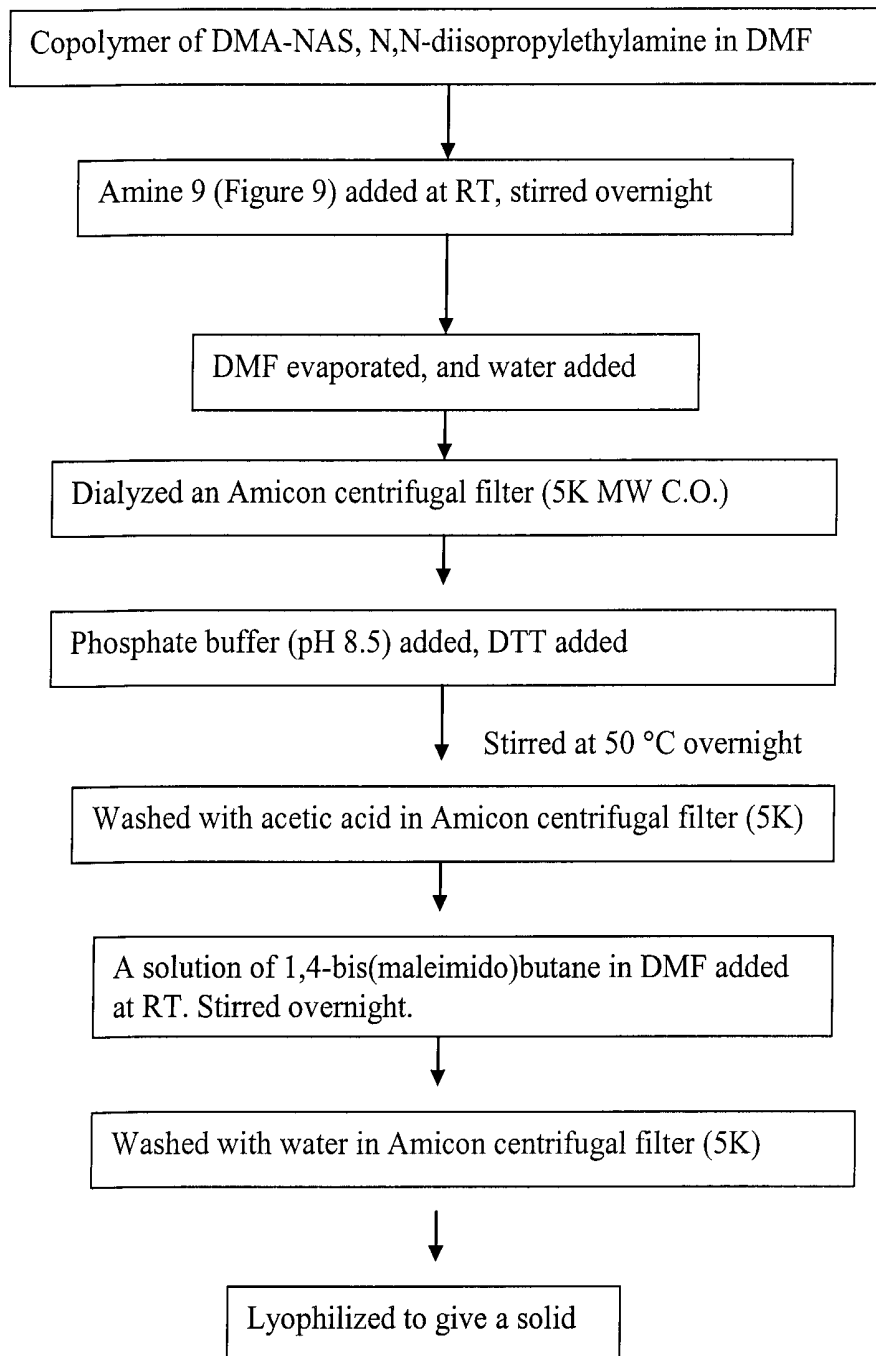 Copolymer of DMA-NAS, N,N-diisopropylethylamine in DMF
Amine 9 (Figure 9) added at RT, stirred overnight
DMF evaporated, and water added
Dialyzed an Amicon centrifugal filter (5K MW C.O.)
Phosphate buffer (pH 8.5) added, DTT added
Stirred at 50 °C overnight
Washed with acetic acid in Amicon centrifugal filter (5K)
A solution of 1,4-bis(maleimido)butane in DMF added
at RT. Stirred overnight.
Washed with water in Amicon centrifugal filter (5K)
Lyophilized to give a solid